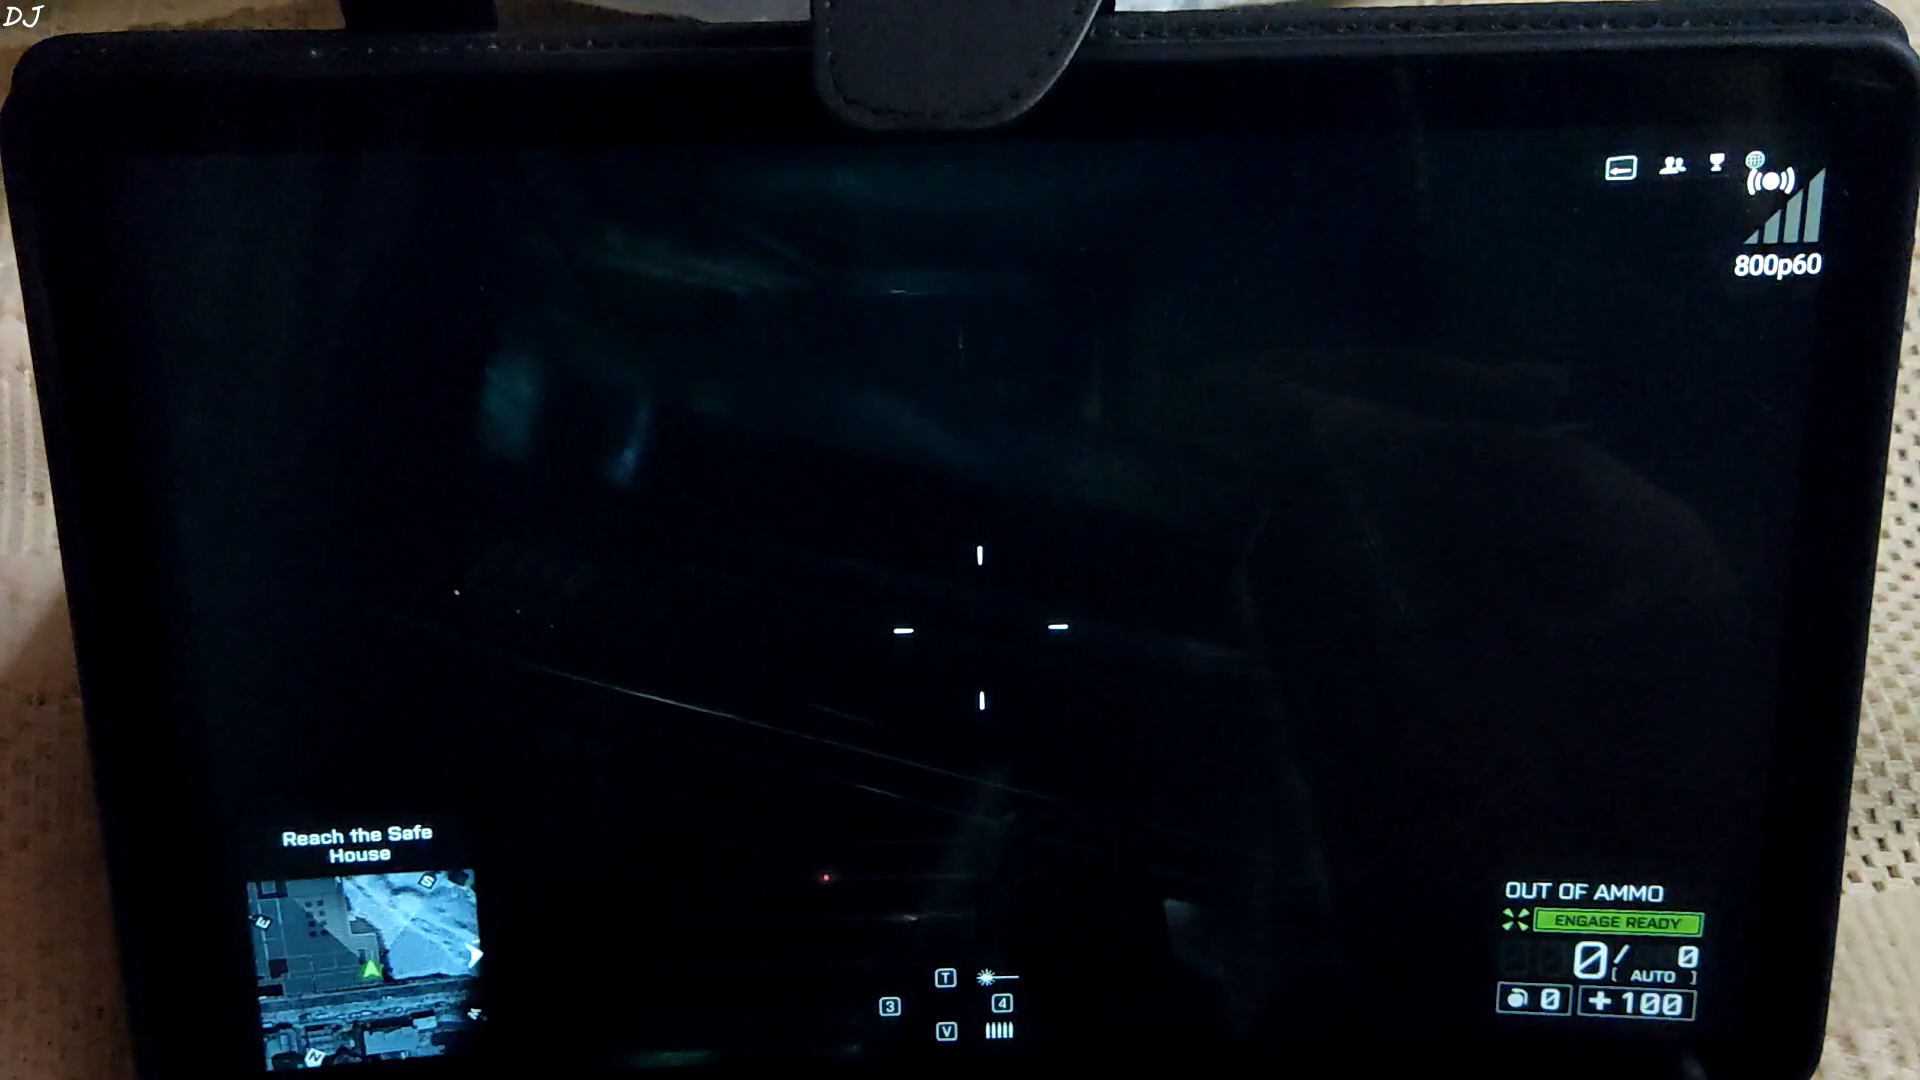 DJ
800p60
Reach the Safe
House
S
E
N
T
3
4
V
OUT OF AMMO
ENGAGE READY
0/ 0
[ AUTO ]
0
+100